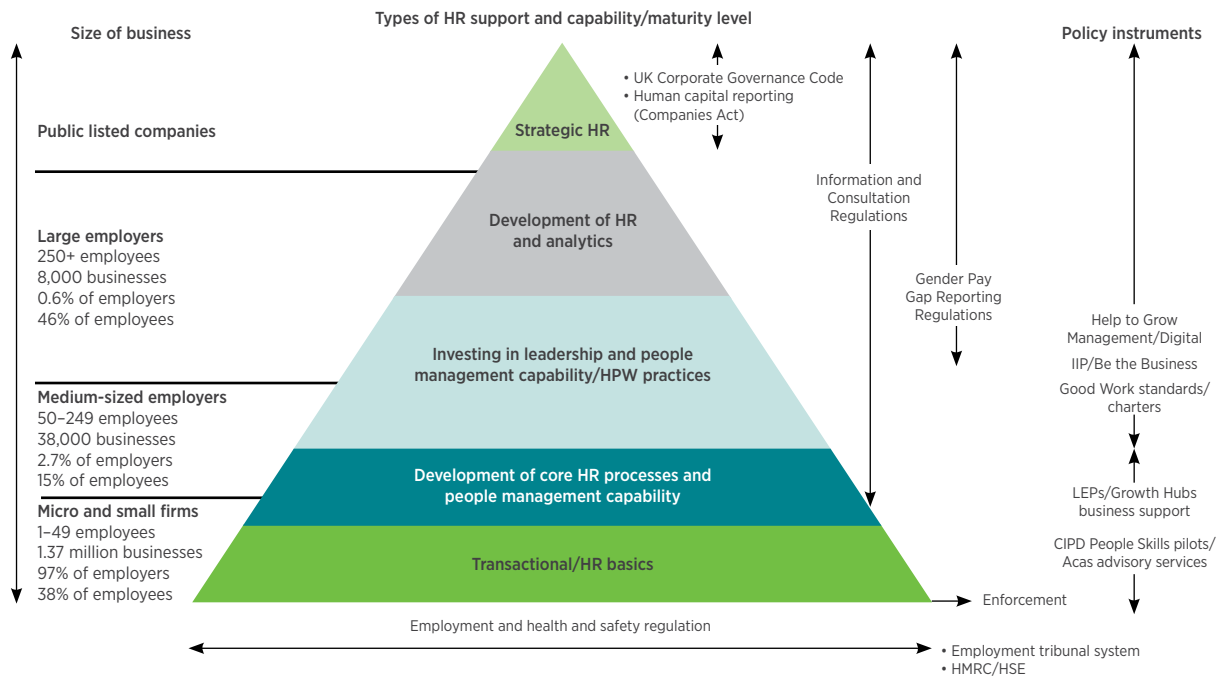 Types of HR support and capability/maturity level
Size of business
Policy instruments
Public listed companies
Large employers
250+ employees
8,000 businesses
0.6% of employers
46% of employees
Medium-sized employers
50–249 employees
38,000 businesses
2.7% of employers
15% of employees
Micro and small firms
1–49 employees
1.37 million businesses
97% of employers
38% of employees
Strategic HR
Development of HR
and analytics
Investing in leadership and people
management capability/HPW practices
Development of core HR processes and
people management capability
Transactional/HR basics
• UK Corporate Governance Code
• Human capital reporting
(Companies Act)
Information and
Consultation
Regulations
Gender Pay
Gap Reporting
Regulations
Help to Grow
Management/Digital
IIP/Be the Business
Good Work standards/
charters
LEPs/Growth Hubs
business support
CIPD People Skills pilots/
Acas advisory services
Enforcement
Employment and health and safety regulation
• Employment tribunal system
• HMRC/HSE